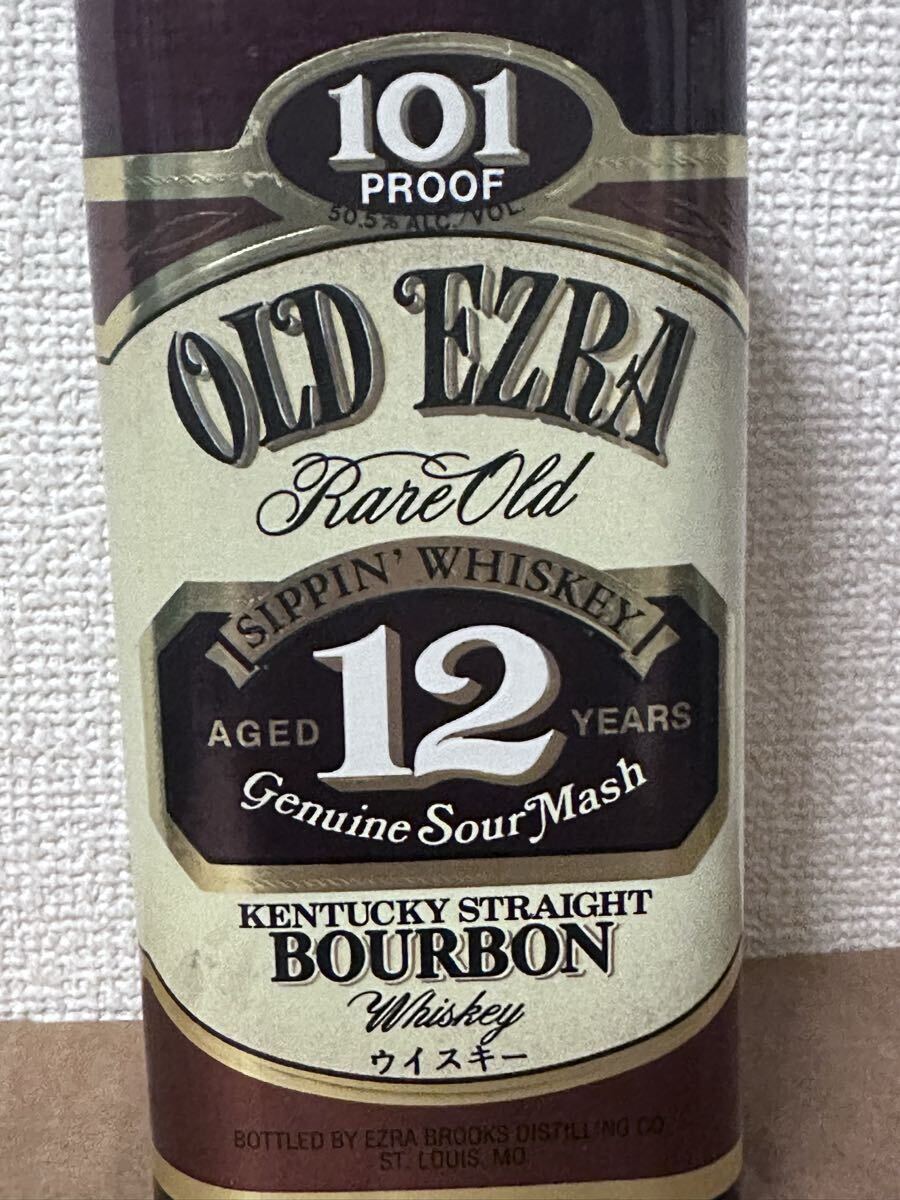 101
PROOF
50.5% ALC./VOL.
OLD EZRA
Rare Old
SIPPIN' WHISKEY
AGED 12 YEARS
Genuine Sour Mash
KENTUCKY STRAIGHT
BOURBON
Whiskey
ウイスキー
BOTTLED BY EZRA BROOKS DISTILLING CO.
ST. LOUIS, MO